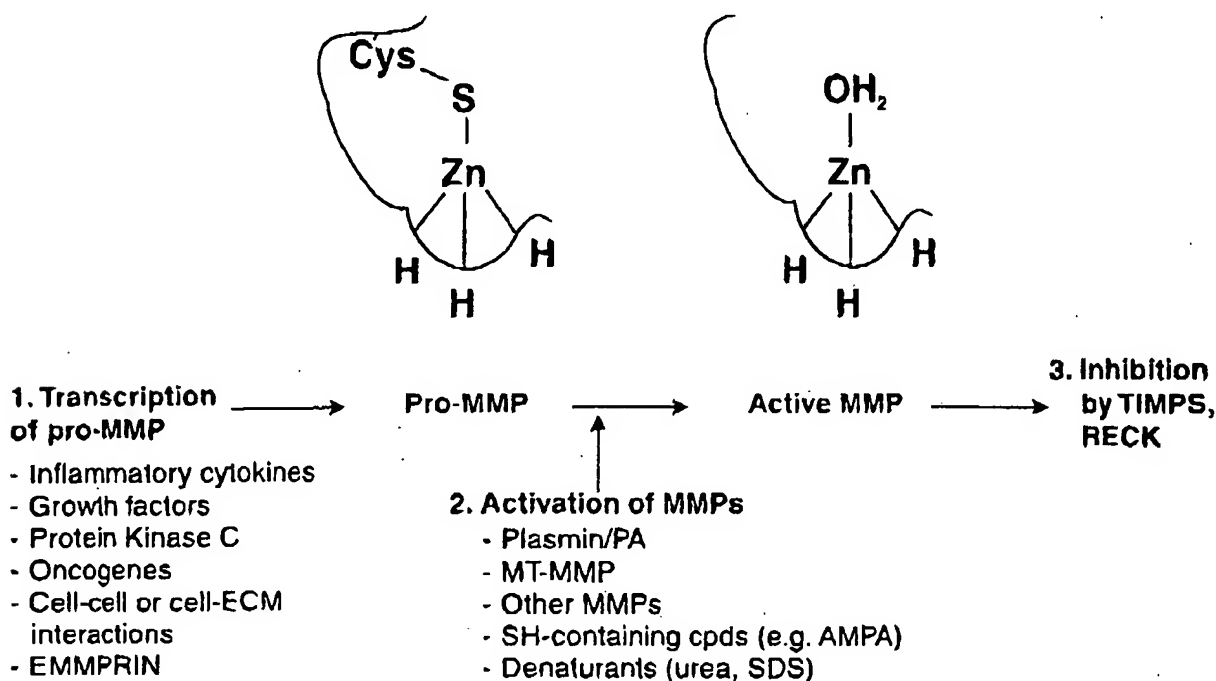 Cys
S
Zn
H
H
H
OH₂
Zn
H
H
H
1. Transcription
of pro-MMP
- Inflammatory cytokines
- Growth factors
- Protein Kinase C
- Oncogenes
- Cell-cell or cell-ECM
interactions
- EMMPRIN
Pro-MMP
2. Activation of MMPs
- Plasmin/PA
- MT-MMP
- Other MMPs
- SH-containing cpds (e.g. AMPA)
- Denaturants (urea, SDS)
Active MMP
3. Inhibition
by TIMPS,
RECK